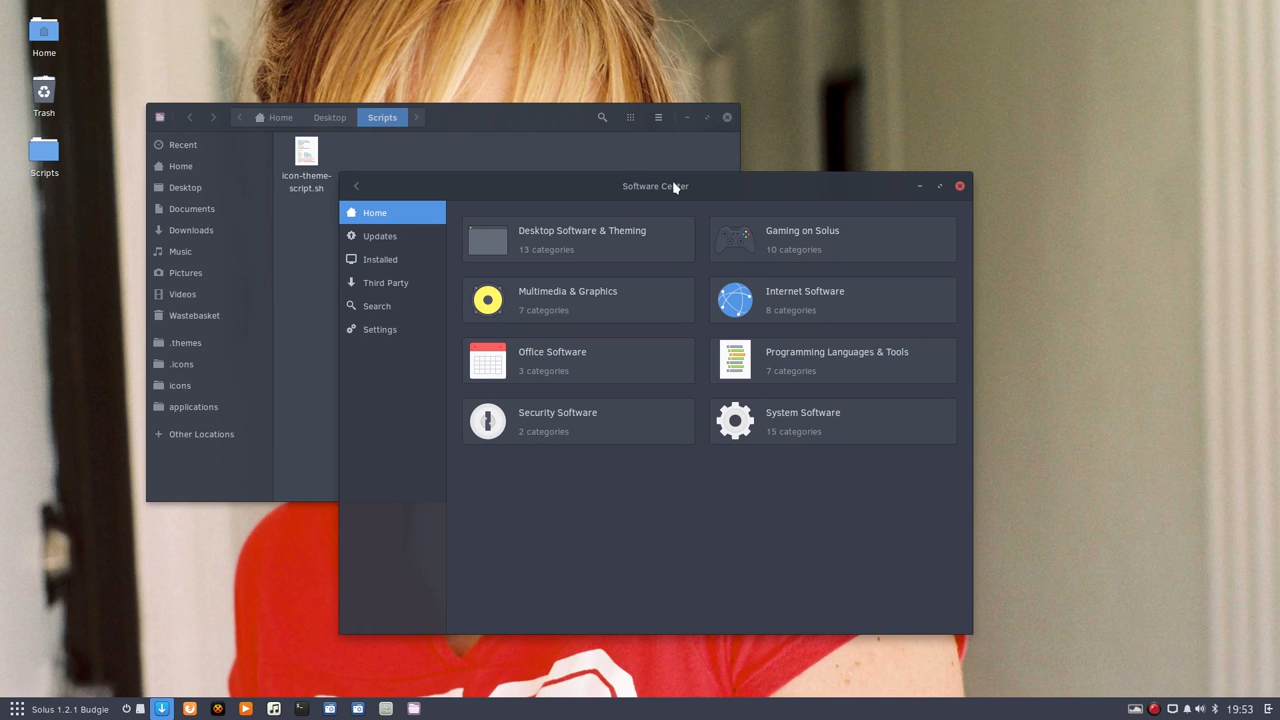 Home
Trash
Scripts
Home
Desktop
Scripts
Recent
Home
Desktop
Documents
Downloads
Music
Pictures
Videos
Wastebasket
.themes
.icons
icons
applications
Other Locations
icon-theme-
script.sh
Software Center
Home
Updates
Installed
Third Party
Search
Settings
Desktop Software & Theming
13 categories
Gaming on Solus
10 categories
Multimedia & Graphics
7 categories
Internet Software
8 categories
Office Software
3 categories
Programming Languages & Tools
7 categories
Security Software
2 categories
System Software
15 categories
Solus 1.2.1 Budgie
19:53